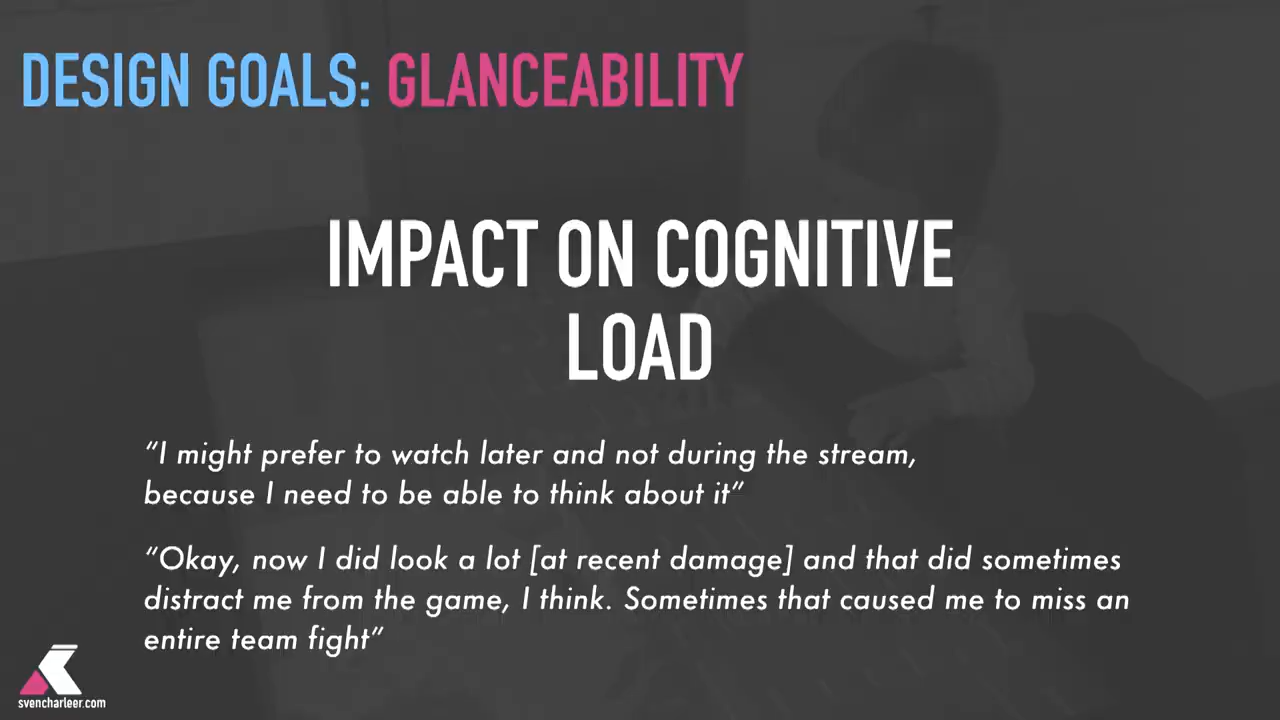 DESIGN GOALS: GLANCEABILITY
IMPACT ON COGNITIVE
LOAD
“I might prefer to watch later and not during the stream,
because I need to be able to think about it”
“Okay, now I did look a lot [at recent damage] and that did sometimes
distract me from the game, I think. Sometimes that caused me to miss an
entire team fight”
svencharleer.com